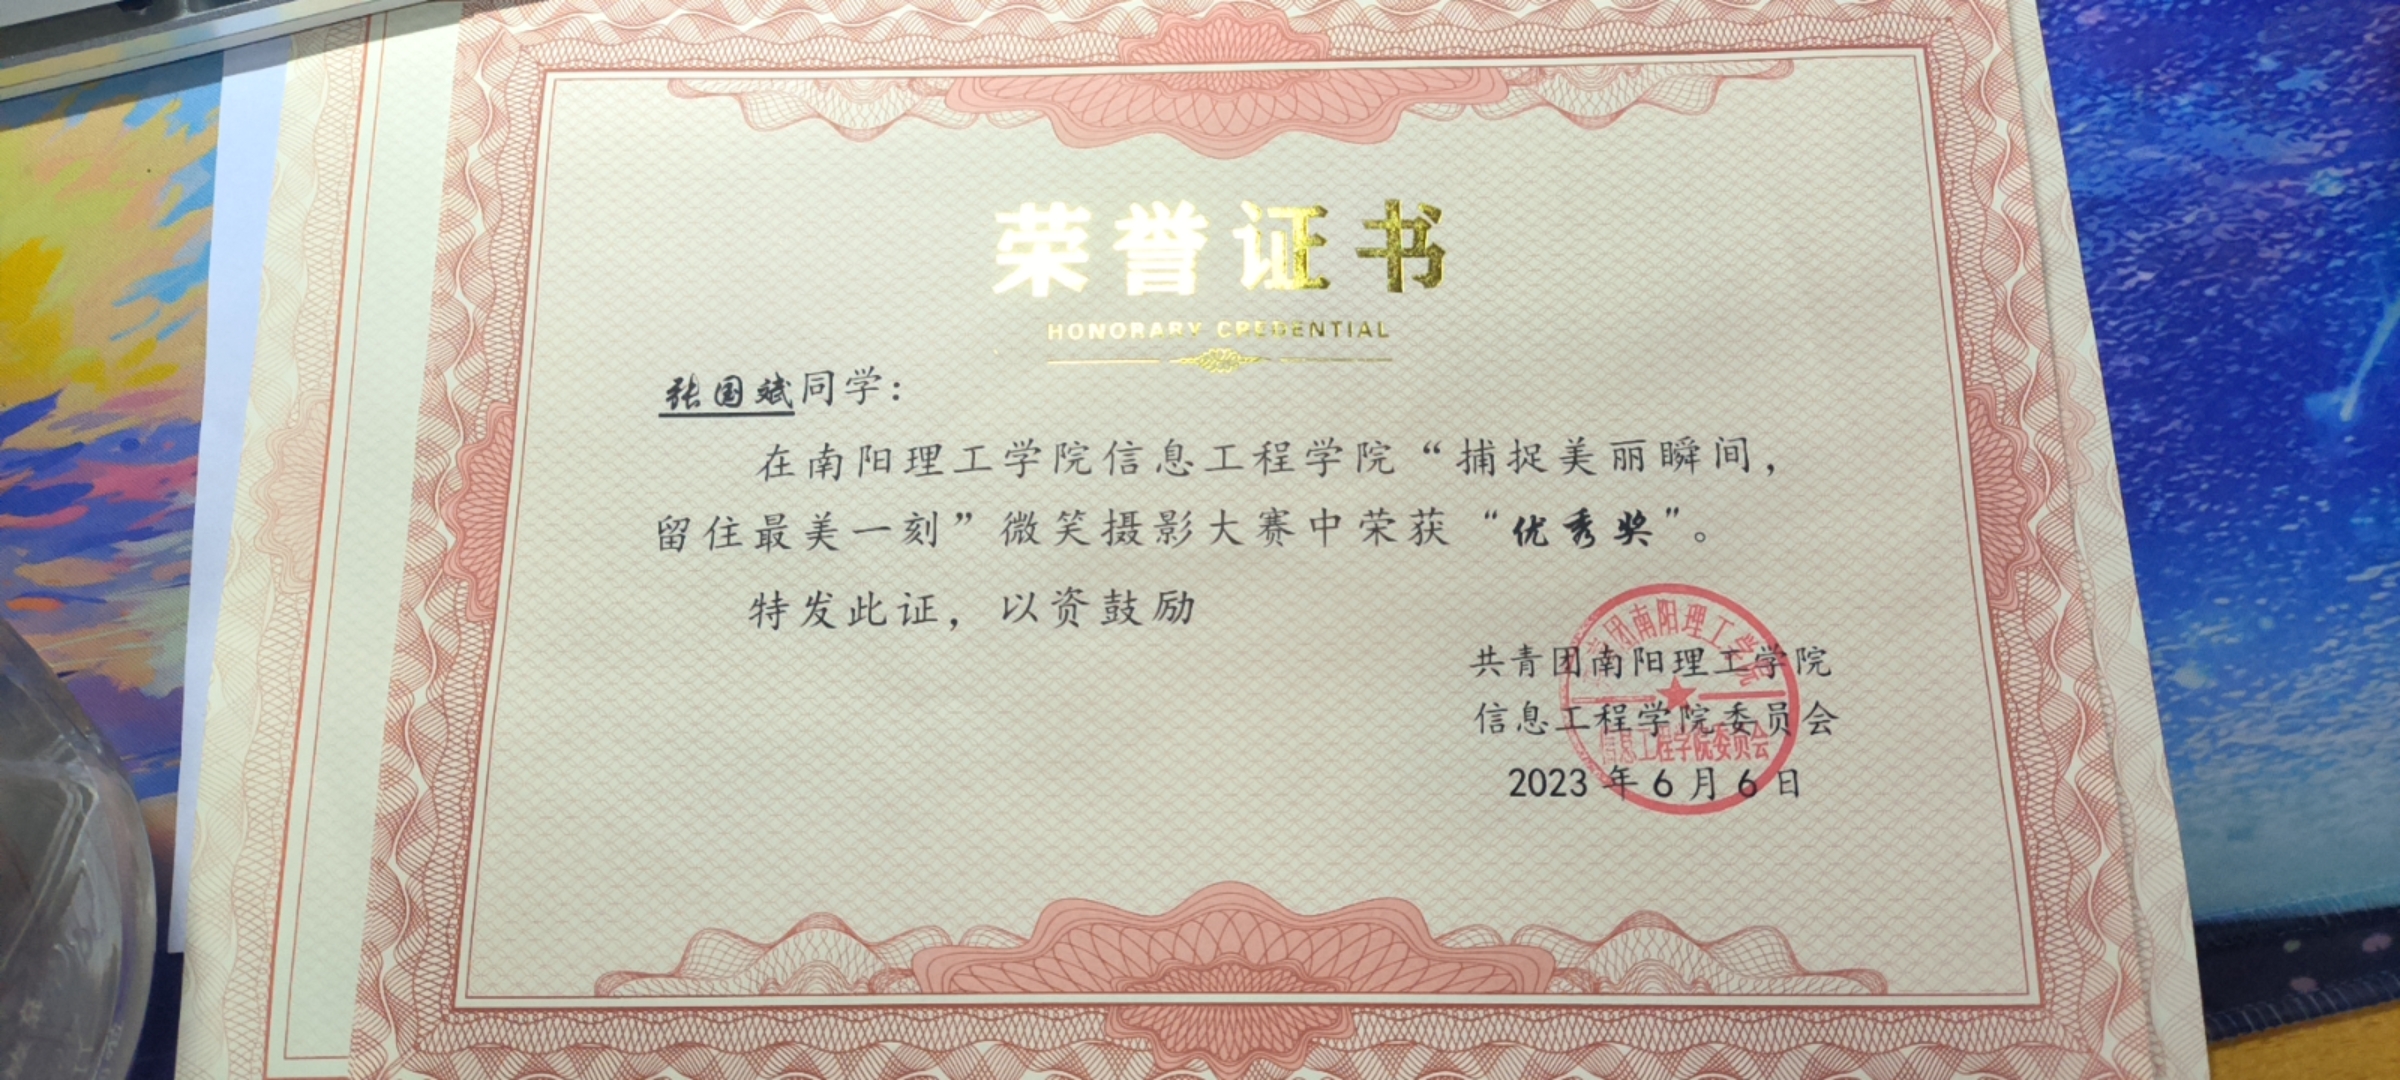 荣誉证书
HONORARY CREDENTIAL
张国斌同学：
在南阳理工学院信息工程学院“捕捉美丽瞬间，
留住最美一刻”微笑摄影大赛中荣获“优秀奖”。
特发此证，以资鼓励
共青团南阳理工学院
信息工程学院委员会
2023 年 6 月 6 日
团南阳理工学院
信息工程学院委员会